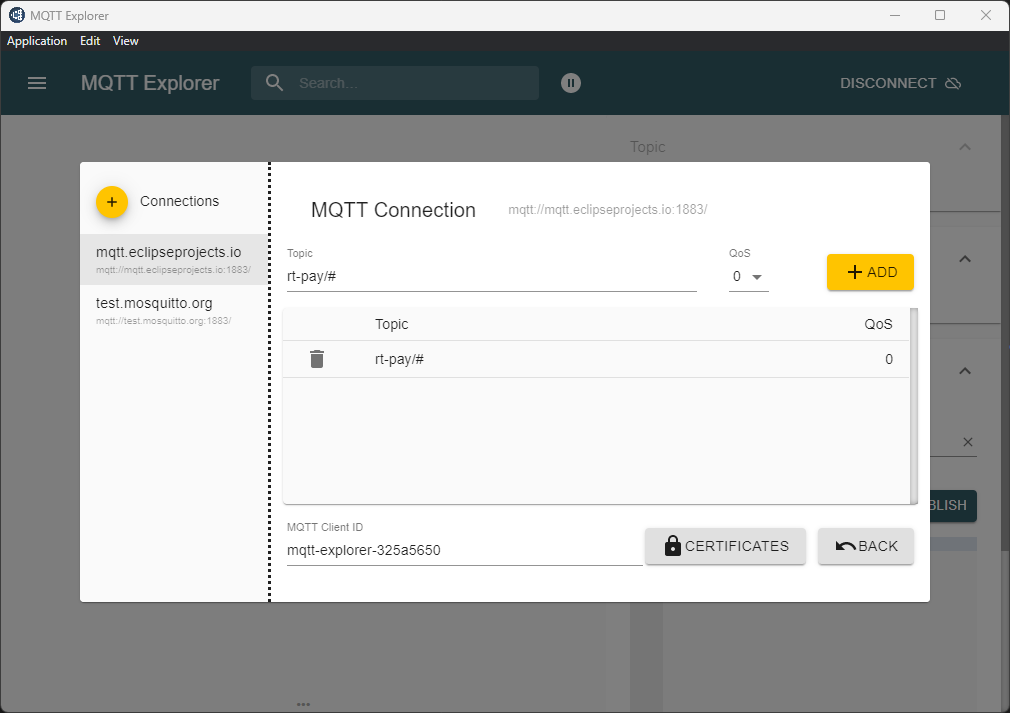 MQTT Explorer
Application Edit View
MQTT Explorer Search... DISCONNECT
Topic
Connections
mqtt.eclipseprojects.io
mqtt://mqtt.eclipseprojects.io:1883/
test.mosquitto.org
mqtt://test.mosquitto.org:1883/
MQTT Connection mqtt://mqtt.eclipseprojects.io:1883/
Topic QoS
rt-pay/# 0 ADD
Topic QoS
rt-pay/# 0
BLISH
MQTT Client ID
mqtt-explorer-325a5650
CERTIFICATES BACK